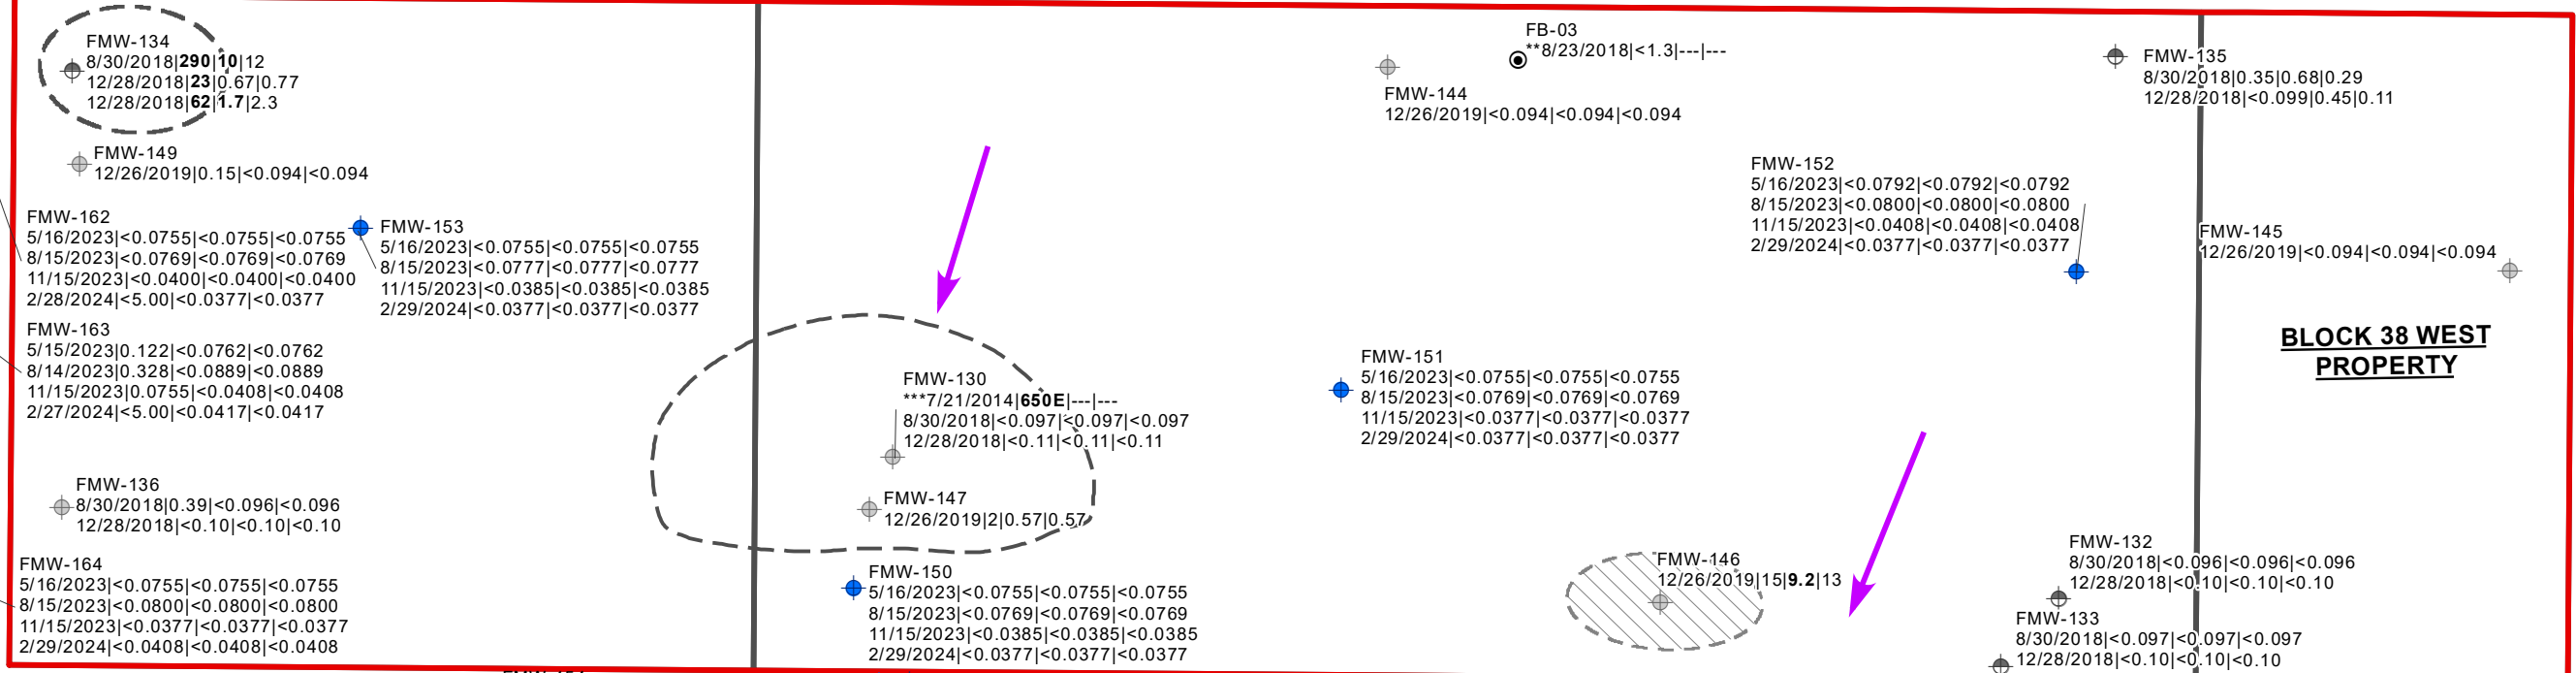 FMW-134
8/30/2018|290|10|12
12/28/2018|23|0.67|0.77
12/28/2018|62|1.7|2.3
FMW-149
12/26/2019|0.15|<0.094|<0.094
FMW-162
5/16/2023|<0.0755|<0.0755|<0.0755
8/15/2023|<0.0769|<0.0769|<0.0769
11/15/2023|<0.0400|<0.0400|<0.0400
2/28/2024|<5.00|<0.0377|<0.0377
FMW-153
5/16/2023|<0.0755|<0.0755|<0.0755
8/15/2023|<0.0777|<0.0777|<0.0777
11/15/2023|<0.0385|<0.0385|<0.0385
2/29/2024|<0.0377|<0.0377|<0.0377
FMW-163
5/15/2023|0.122|<0.0762|<0.0762
8/14/2023|0.328|<0.0889|<0.0889
11/15/2023|0.0755|<0.0408|<0.0408
2/27/2024|<5.00|<0.0417|<0.0417
FMW-136
8/30/2018|0.39|<0.096|<0.096
12/28/2018|<0.10|<0.10|<0.10
FMW-164
5/16/2023|<0.0755|<0.0755|<0.0755
8/15/2023|<0.0800|<0.0800|<0.0800
11/15/2023|<0.0377|<0.0377|<0.0377
2/29/2024|<0.0408|<0.0408|<0.0408
FMW-130
***7/21/2014|650E|---|---
8/30/2018|<0.097|<0.097|<0.097
12/28/2018|<0.11|<0.11|<0.11
FMW-147
12/26/2019|2|0.57|0.57
FMW-150
5/16/2023|<0.0755|<0.0755|<0.0755
8/15/2023|<0.0769|<0.0769|<0.0769
11/15/2023|<0.0385|<0.0385|<0.0385
2/29/2024|<0.0377|<0.0377|<0.0377
FB-03
**8/23/2018|<1.3|---|---
FMW-144
12/26/2019|<0.094|<0.094|<0.094
FMW-151
5/16/2023|<0.0755|<0.0755|<0.0755
8/15/2023|<0.0769|<0.0769|<0.0769
11/15/2023|<0.0377|<0.0377|<0.0377
2/29/2024|<0.0377|<0.0377|<0.0377
FMW-146
12/26/2019|15|9.2|13
FMW-135
8/30/2018|0.35|0.68|0.29
12/28/2018|<0.099|0.45|0.11
FMW-152
5/16/2023|<0.0792|<0.0792|<0.0792
8/15/2023|<0.0800|<0.0800|<0.0800
11/15/2023|<0.0408|<0.0408|<0.0408
2/29/2024|<0.0377|<0.0377|<0.0377
FMW-145
12/26/2019|<0.094|<0.094|<0.094
BLOCK 38 WEST
PROPERTY
FMW-132
8/30/2018|<0.096|<0.096|<0.096
12/28/2018|<0.10|<0.10|<0.10
FMW-133
8/30/2018|<0.097|<0.097|<0.097
12/28/2018|<0.10|<0.10|<0.10